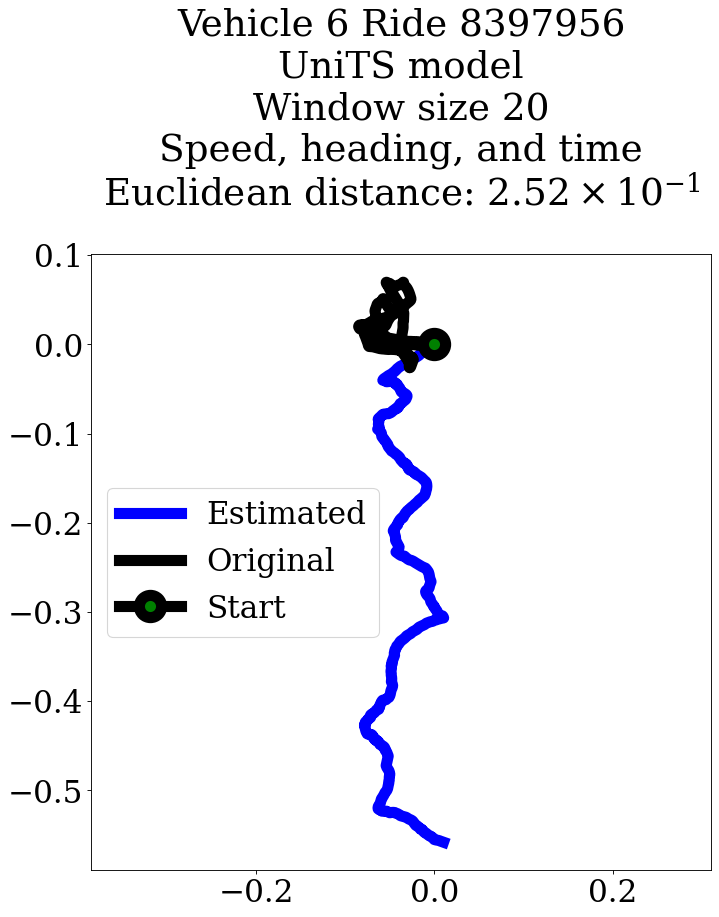 Vehicle 6 Ride 8397956
UniTS model
Window size 20
Speed, heading, and time
Euclidean distance: 2.52 × 10⁻¹
0.1
0.0
−0.1
−0.2
−0.3
−0.4
−0.5
Estimated
Original
Start
−0.2 0.0 0.2